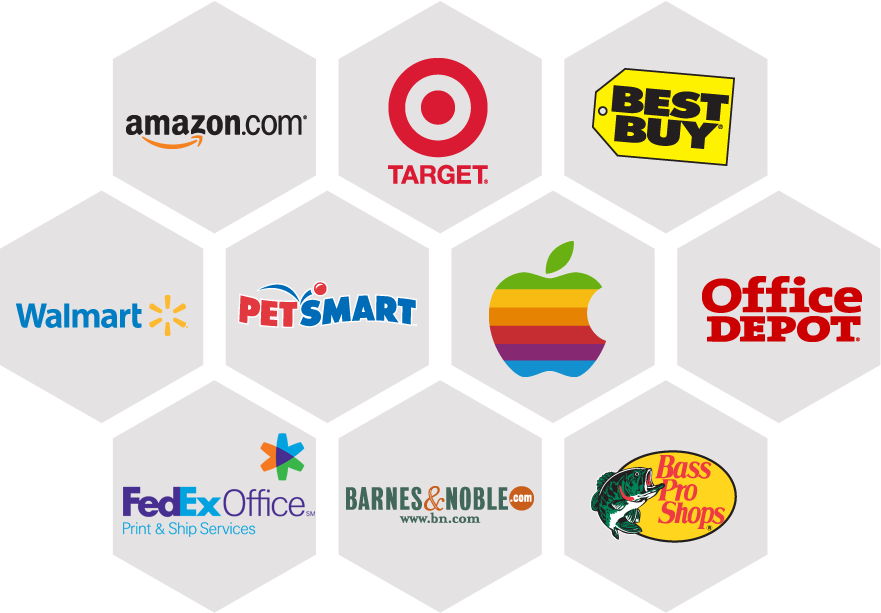 amazon.com
TARGET
BEST
BUY
Walmart
PETSMART
Office
DEPOT
FedEx Office SM
Print & Ship Services
BARNES&NOBLE.com
www.bn.com
Bass
Pro
Shops